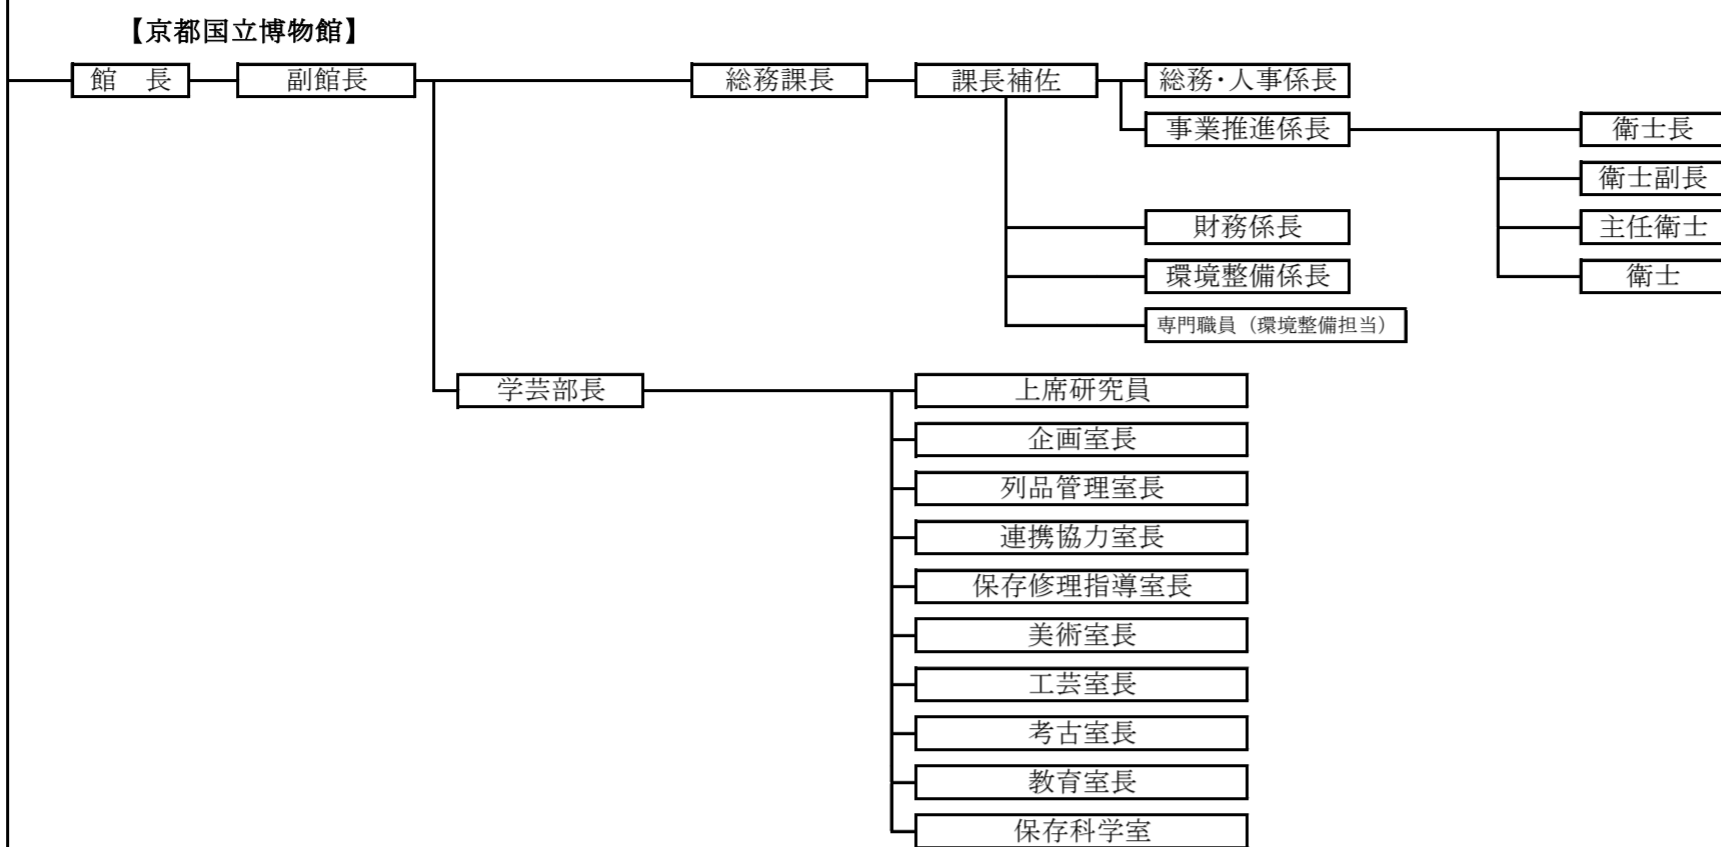 【京都国立博物館】
館　長
副館長
総務課長
課長補佐
総務・人事係長
事業推進係長
衛士長
衛士副長
財務係長
主任衛士
環境整備係長
衛士
専門職員（環境整備担当）
学芸部長
上席研究員
企画室長
列品管理室長
連携協力室長
保存修理指導室長
美術室長
工芸室長
考古室長
教育室長
保存科学室